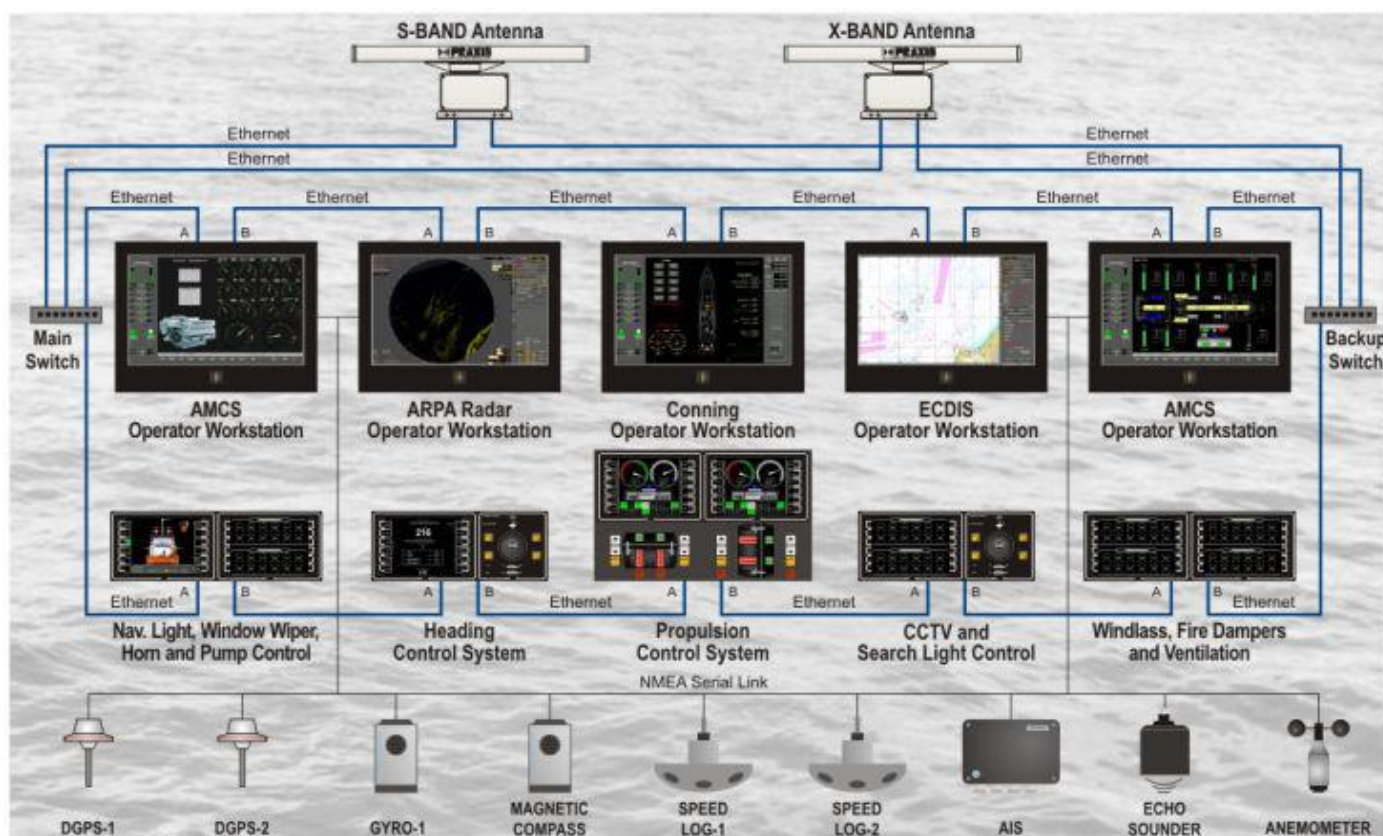 S-BAND Antenna
X-BAND Antenna
PRAXIS
PRAXIS
Ethernet
Ethernet
Ethernet
Ethernet
Ethernet
Ethernet
Ethernet
Ethernet
Ethernet
Ethernet
A
B
A
B
A
B
A
B
A
B
Main
Switch
Backup
Switch
AMCS
Operator Workstation
ARPA Radar
Operator Workstation
Conning
Operator Workstation
ECDIS
Operator Workstation
AMCS
Operator Workstation
216
Ethernet
A
B
A
B
Ethernet
A
B
Ethernet
A
B
A
B
Ethernet
Nav. Light, Window Wiper,
Horn and Pump Control
Heading
Control System
Propulsion
Control System
CCTV and
Search Light Control
Windlass, Fire Dampers
and Ventilation
NMEA Serial Link
DGPS-1
DGPS-2
GYRO-1
MAGNETIC
COMPASS
SPEED
LOG-1
SPEED
LOG-2
AIS
ECHO
SOUNDER
ANEMOMETER